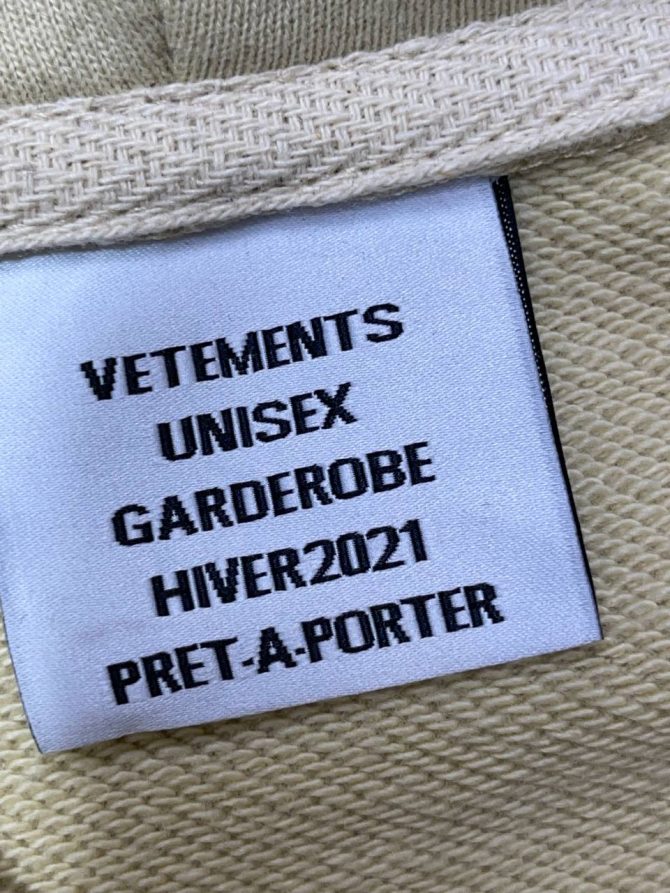 VETEMENTS
UNISEX
GARDEROBE
HIVER2021
PRET-A-PORTER